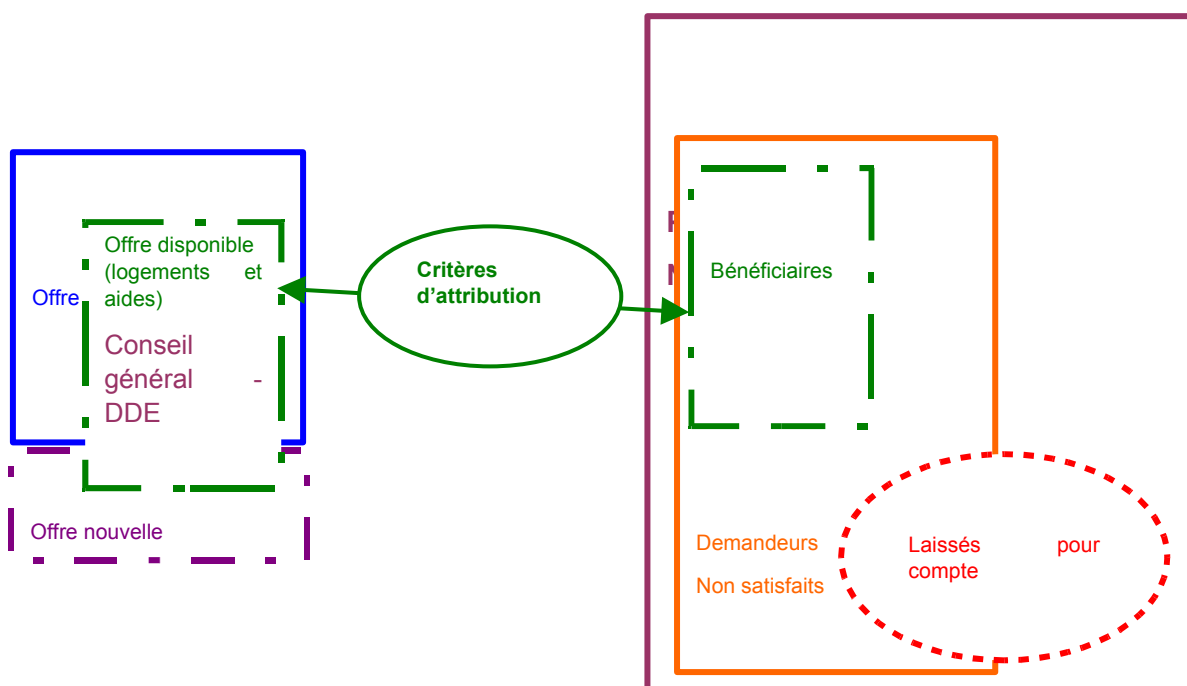 Offre disponible
(logements et
aides)
Offre
Conseil
général -
DDE
Offre nouvelle
Critères
d'attribution
Bénéficiaires
Demandeurs
Non satisfaits
Laissés pour
compte